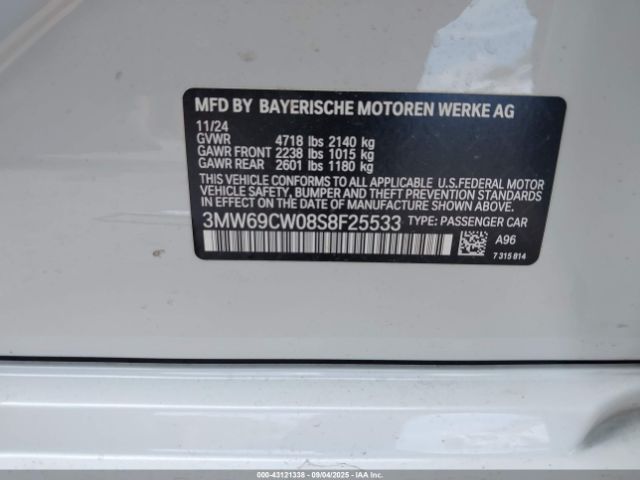 MFD BY BAYERISCHE MOTOREN WERKE AG
11/24
GVWR 4718 lbs 2140 kg
GAWR FRONT 2238 lbs 1015 kg
GAWR REAR 2601 lbs 1180 kg
THIS VEHICLE CONFORMS TO ALL APPLICABLE U.S.FEDERAL MOTOR
VEHICLE SAFETY, BUMPER, AND THEFT PREVENTION STANDARDS
IN EFFECT ON THE DATE OF MANUFACTURE SHOWN ABOVE.
3MW69CW08S8F25533 TYPE: PASSENGER CAR
A96
7 315 814
000-43121338 09/04/2025 COPYRIGHT IAA, LLC.